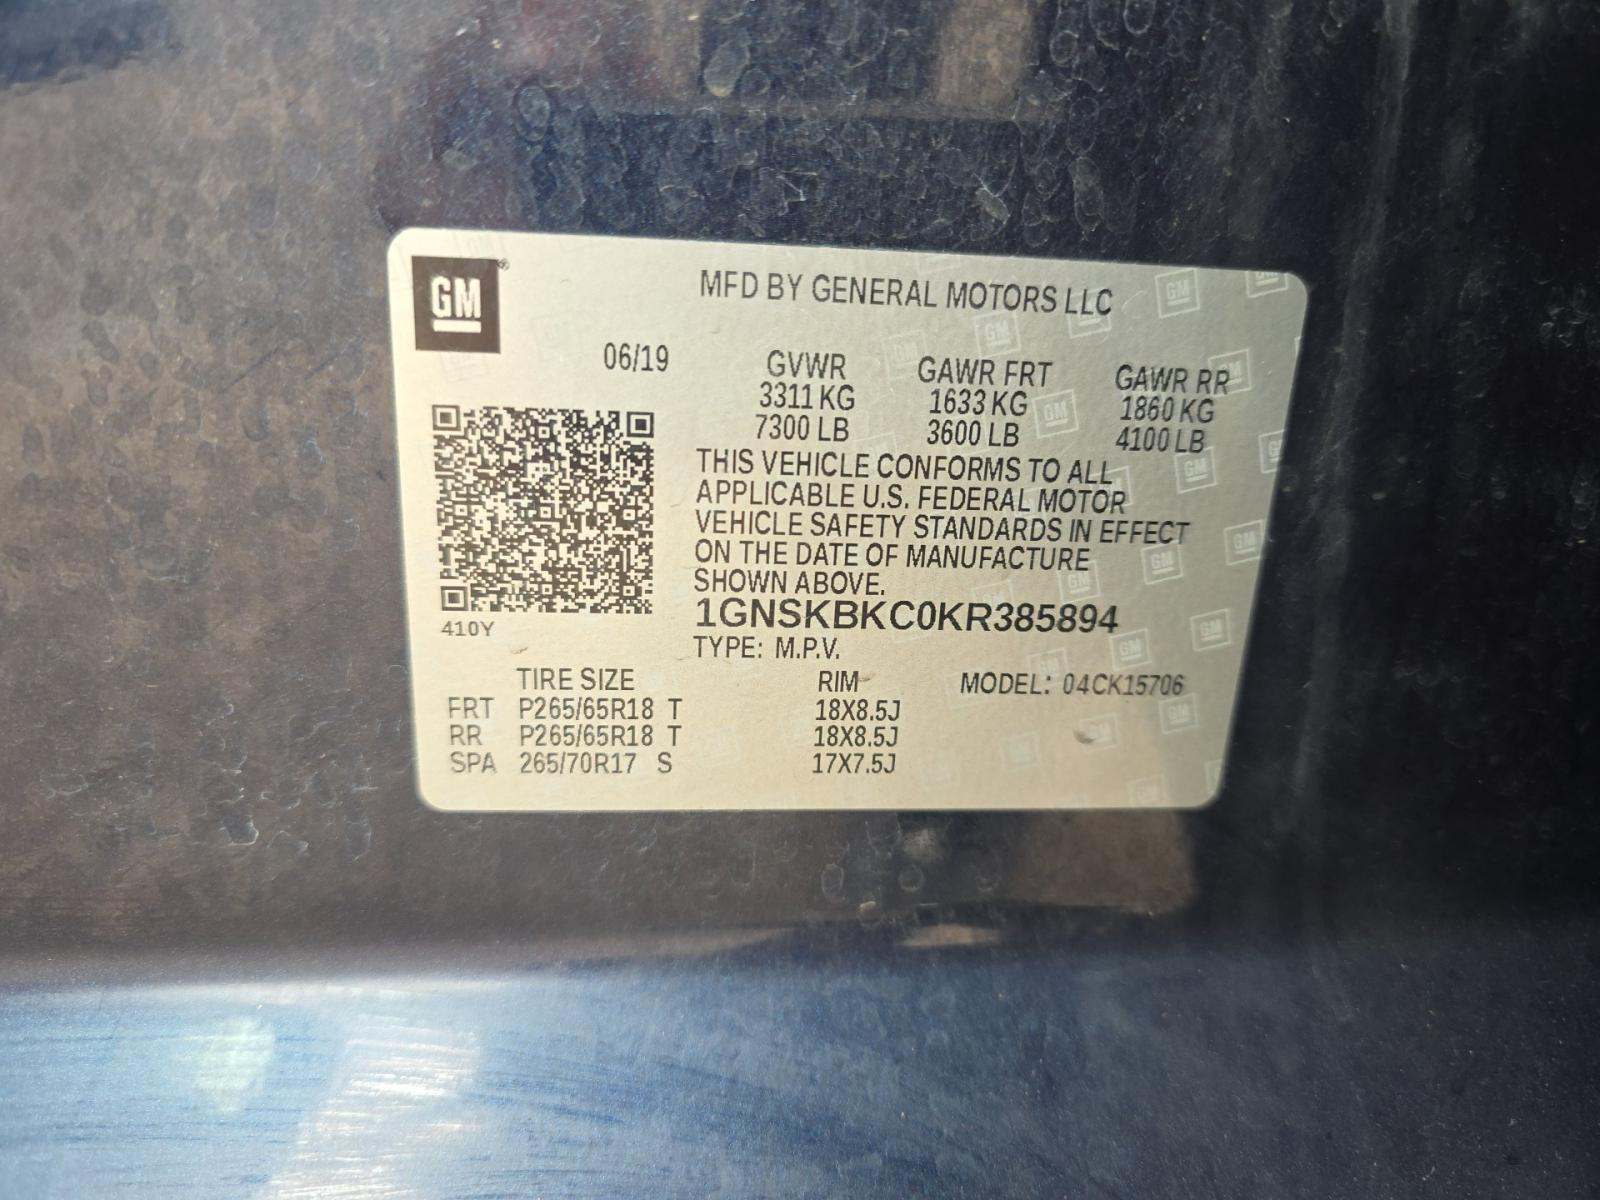 GM
MFD BY GENERAL MOTORS LLC
06/19 GVWR GAWR FRT GAWR RR
3311 KG 1633 KG 1860 KG
7300 LB 3600 LB 4100 LB
THIS VEHICLE CONFORMS TO ALL
APPLICABLE U.S. FEDERAL MOTOR
VEHICLE SAFETY STANDARDS IN EFFECT
ON THE DATE OF MANUFACTURE
SHOWN ABOVE.
1GNSKBKC0KR385894
410Y
TYPE: M.P.V.
TIRE SIZE RIM MODEL: 04CK15706
FRT P265/65R18 T 18X8.5J
RR P265/65R18 T 18X8.5J
SPA 265/70R17 S 17X7.5J